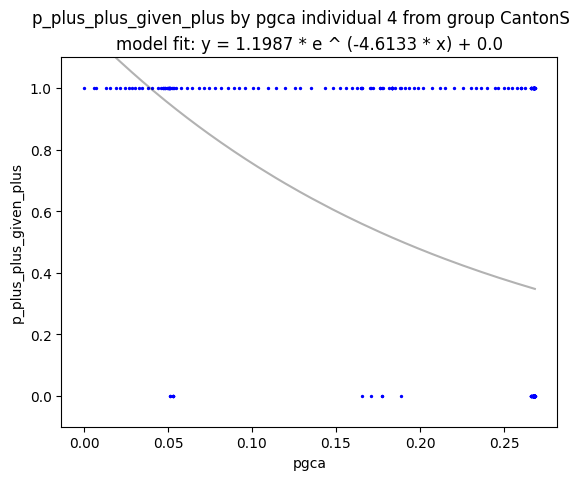 p_plus_plus_given_plus by pgca individual 4 from group CantonS
model fit: y = 1.1987 * e ^ (-4.6133 * x) + 0.0
1.0
0.8
0.6
0.4
0.2
0.0
p_plus_plus_given_plus
0.00 0.05 0.10 0.15 0.20 0.25
pgca